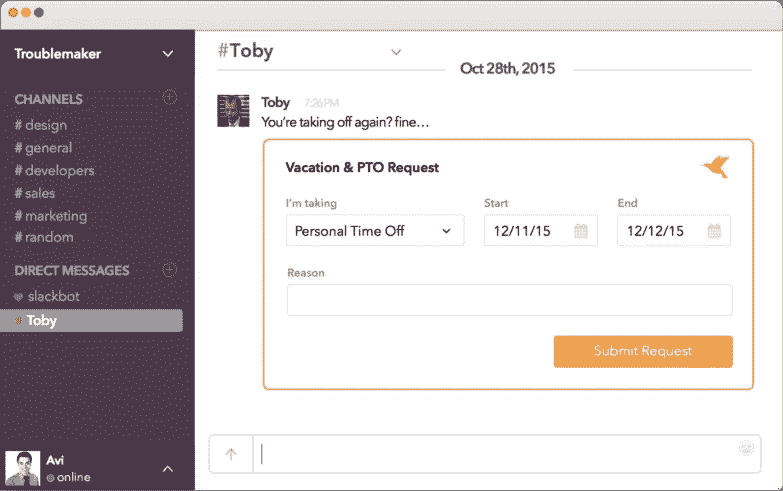 Troublemaker
CHANNELS
# design
# general
# developers
# sales
# marketing
# random
DIRECT MESSAGES
slackbot
Toby
Avi
online
#Toby
Oct 28th, 2015
Toby 7:26PM
You're taking off again? fine...
Vacation & PTO Request
I'm taking Start End
Personal Time Off 12/11/15 12/12/15
Reason
Submit Request